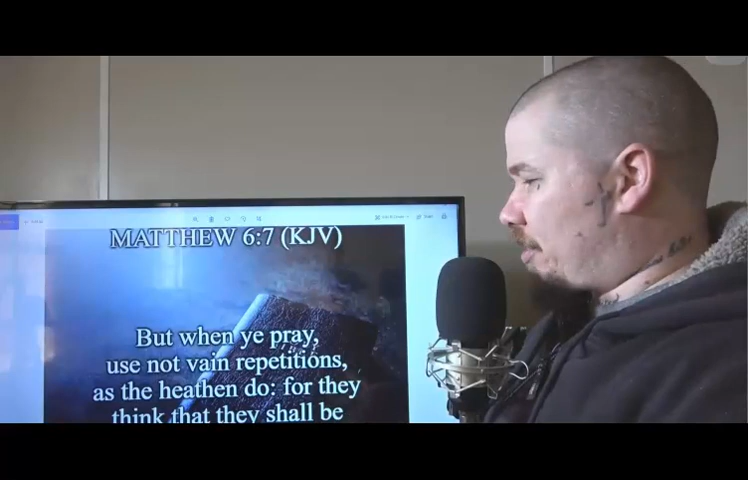 MATTHEW 6:7 (KJV)
But when ye pray,
use not vain repetitions,
as the heathen do: for they
think that they shall be